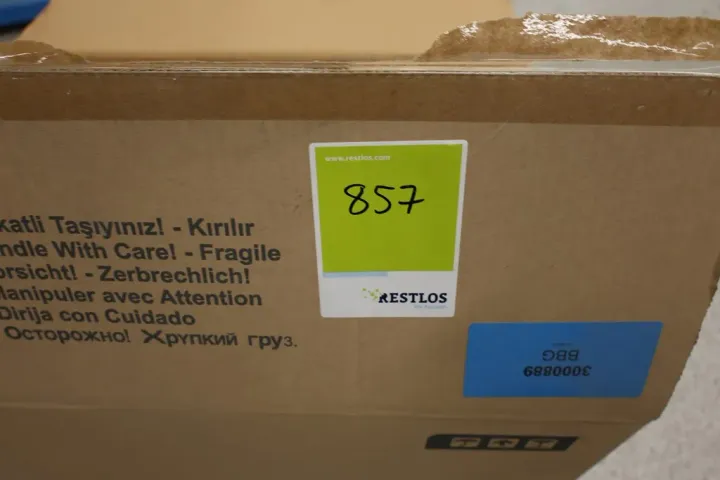 www.restlos.com
857
RESTLOS
katli Taşıyınız! - Kırılır
ndle With Care! - Fragile
orsicht! - Zerbrechlich!
Manipuler avec Attention
Dirija con Cuidado
Осторожно! Хрупкий груз.
BBG
3000889